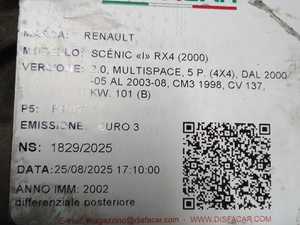 MARCA: RENAULT
MODELLO: SCÉNIC «I» RX4 (2000)
VERSIONE: 2.0, MULTISPACE, 5 P. (4X4), DAL 2000
-05 AL 2003-08, CM3 1998, CV 137,
KW. 101 (B)
P5:
EMISSIONE: EURO 3
NS: 1829/2025
DATA: 25/08/2025 17:10:00
ANNO IMM. 2002
differenziale posteriore
E-mail: magazzino@disfacar.com WWW.DISFACAR.COM